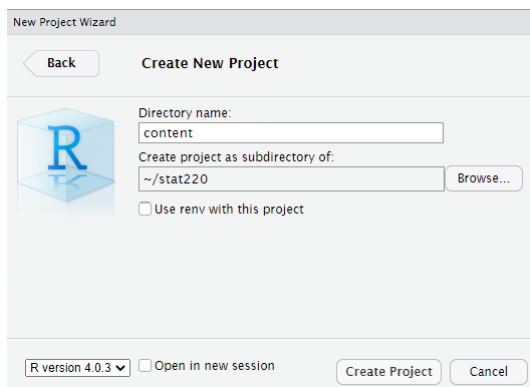 New Project Wizard
Back
Create New Project
R
Directory name:
content
Create project as subdirectory of:
~/stat220
Browse...
Use renv with this project
R version 4.0.3
Open in new session
Create Project
Cancel